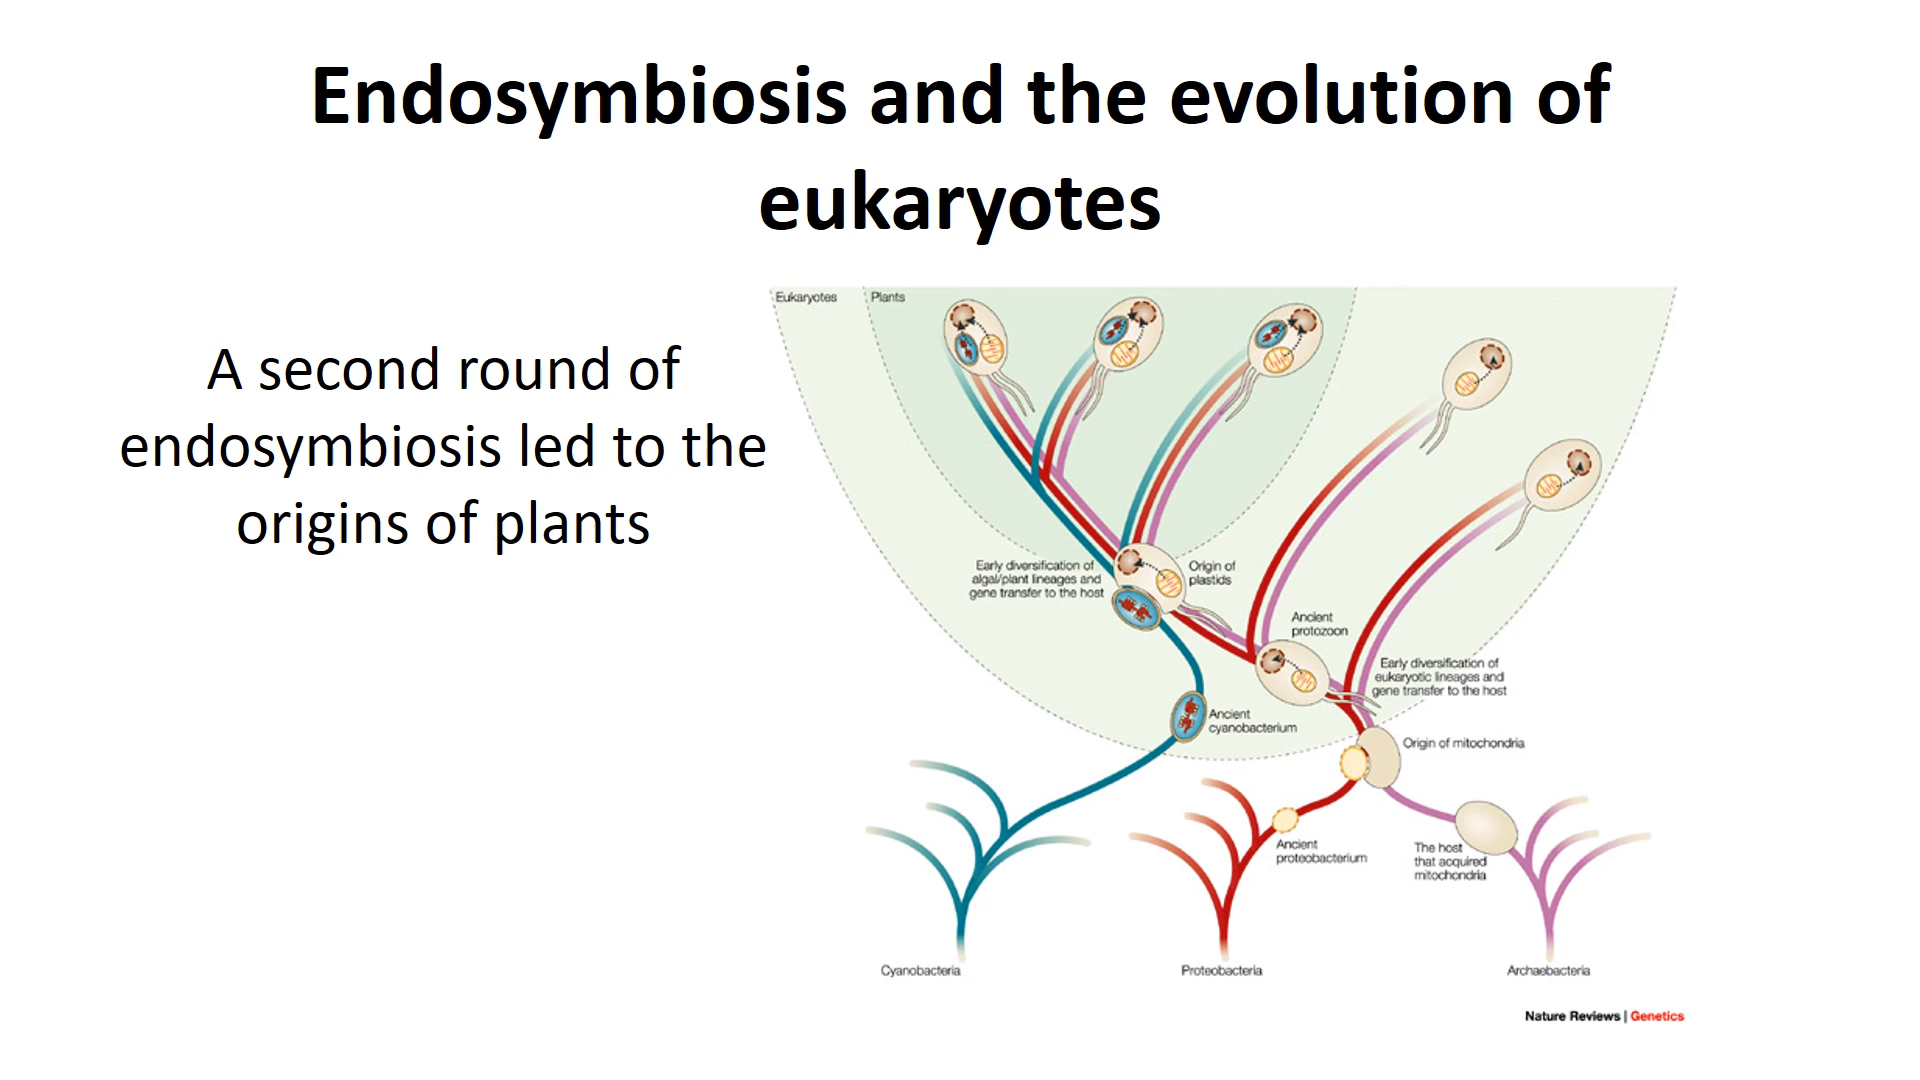 Endosymbiosis and the evolution of
eukaryotes
A second round of
endosymbiosis led to the
origins of plants
Eukaryotes
Plants
Early diversification of
algal/plant lineages and
gene transfer to the host
Origin of
plastids
Ancient
protozoon
Early diversification of
eukaryotic lineages and
gene transfer to the host
Ancient
cyanobacterium
Origin of mitochondria
Ancient
proteobacterium
The host
that acquired
mitochondria
Cyanobacteria
Proteobacteria
Archaebacteria
Nature Reviews | Genetics